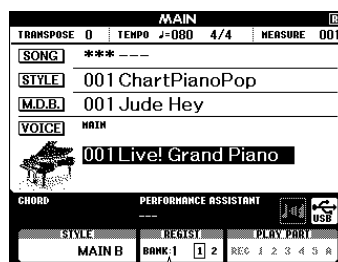 MAIN R
TRANSPOSE 0 TEMPO ♩=080 4/4 MEASURE 001
SONG *** ---
STYLE 001 ChartPianoPop
M.D.B. 001 Jude Hey
VOICE MAIN
001 Live! Grand Piano
CHORD PERFORMANCE ASSISTANT
--- USB
STYLE REGIST PLAY PART
MAIN B BANK:1 1 2 REC 1 2 3 4 5 A